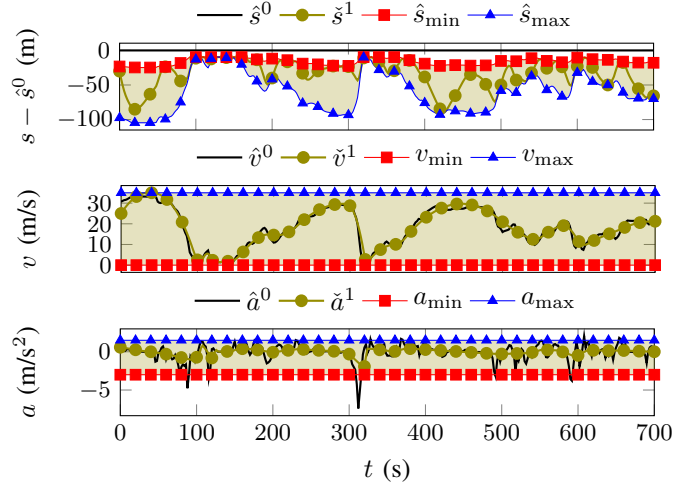 ŝ⁰ š¹ ŝmin ŝmax
s − ŝ⁰ (m)
0
−50
−100
v̂⁰ v̌¹ vmin vmax
v (m/s)
30
20
10
0
â⁰ ǎ¹ amin amax
a (m/s²)
0
−5
0 100 200 300 400 500 600 700
t (s)